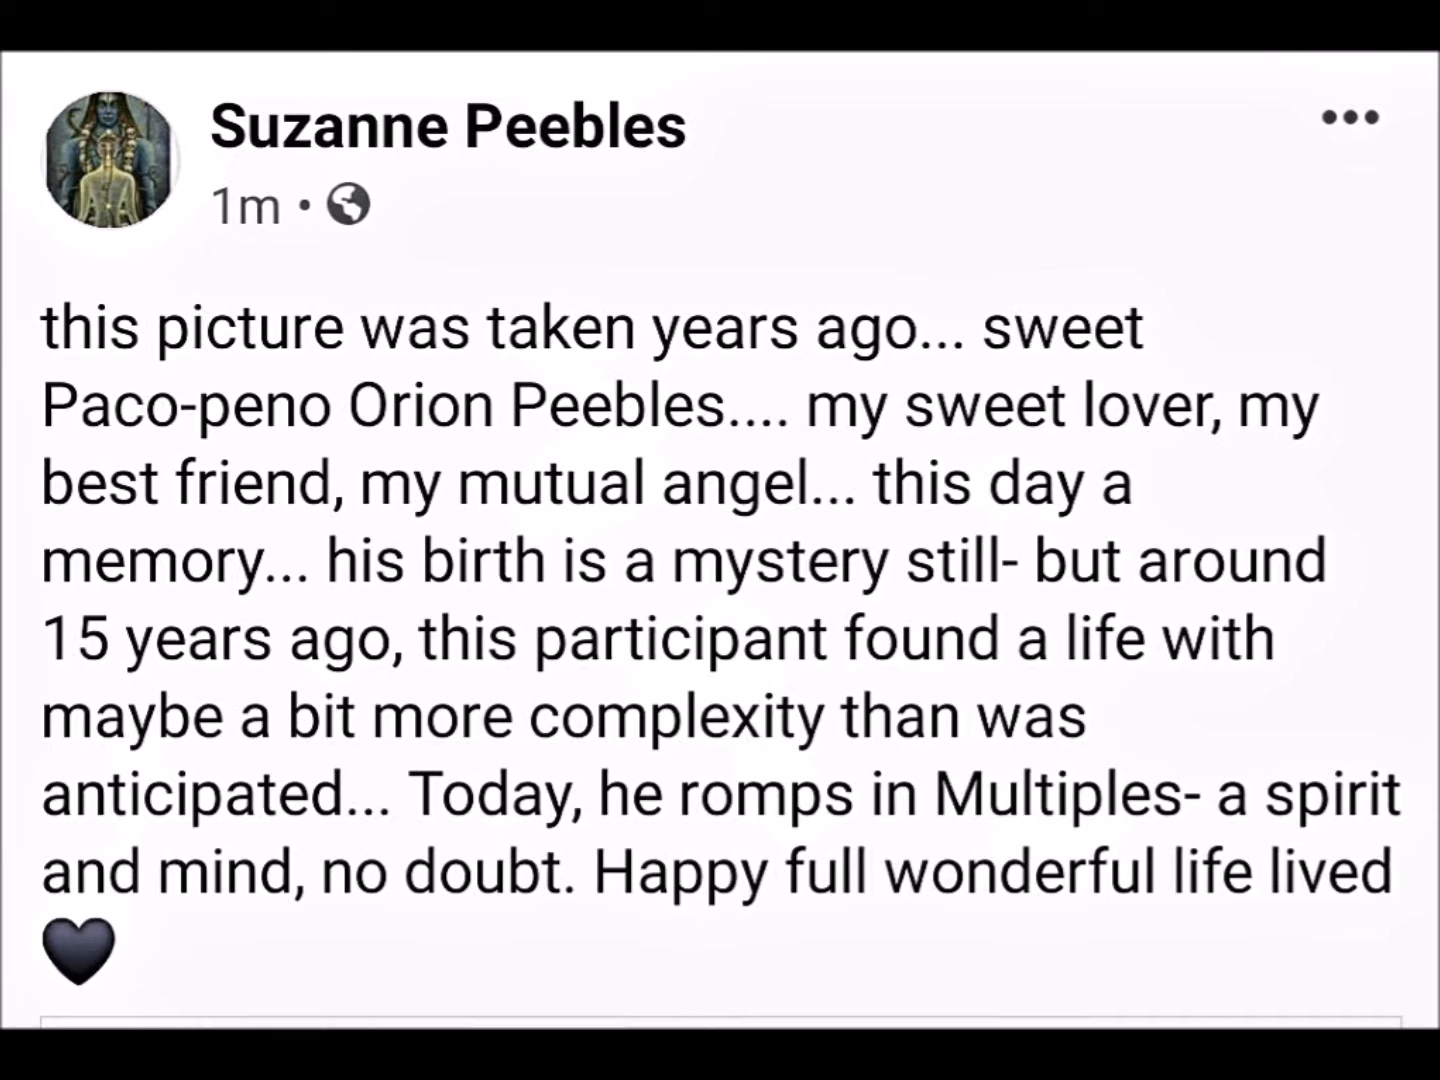 Suzanne Peebles
1m •
this picture was taken years ago... sweet
Paco-peno Orion Peebles.... my sweet lover, my
best friend, my mutual angel... this day a
memory... his birth is a mystery still- but around
15 years ago, this participant found a life with
maybe a bit more complexity than was
anticipated... Today, he romps in Multiples- a spirit
and mind, no doubt. Happy full wonderful life lived
🖤